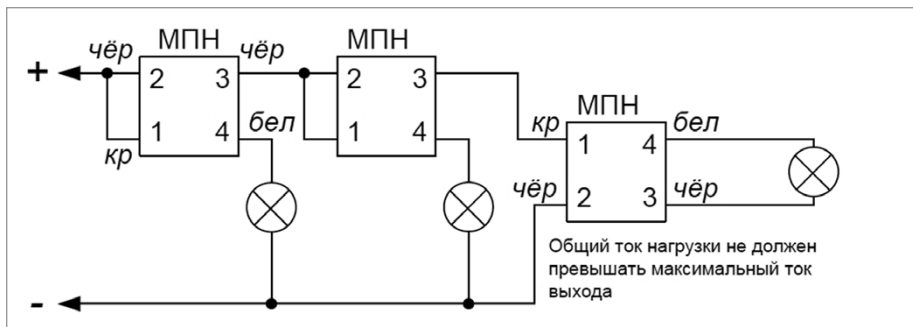 чёр МПН чёр МПН
+ 2 3 2 3
МПН
1 4 бел 1 4 кр 1 4 бел
кр
чёр 2 3 чёр
Общий ток нагрузки не должен
превышать максимальный ток
выхода
-